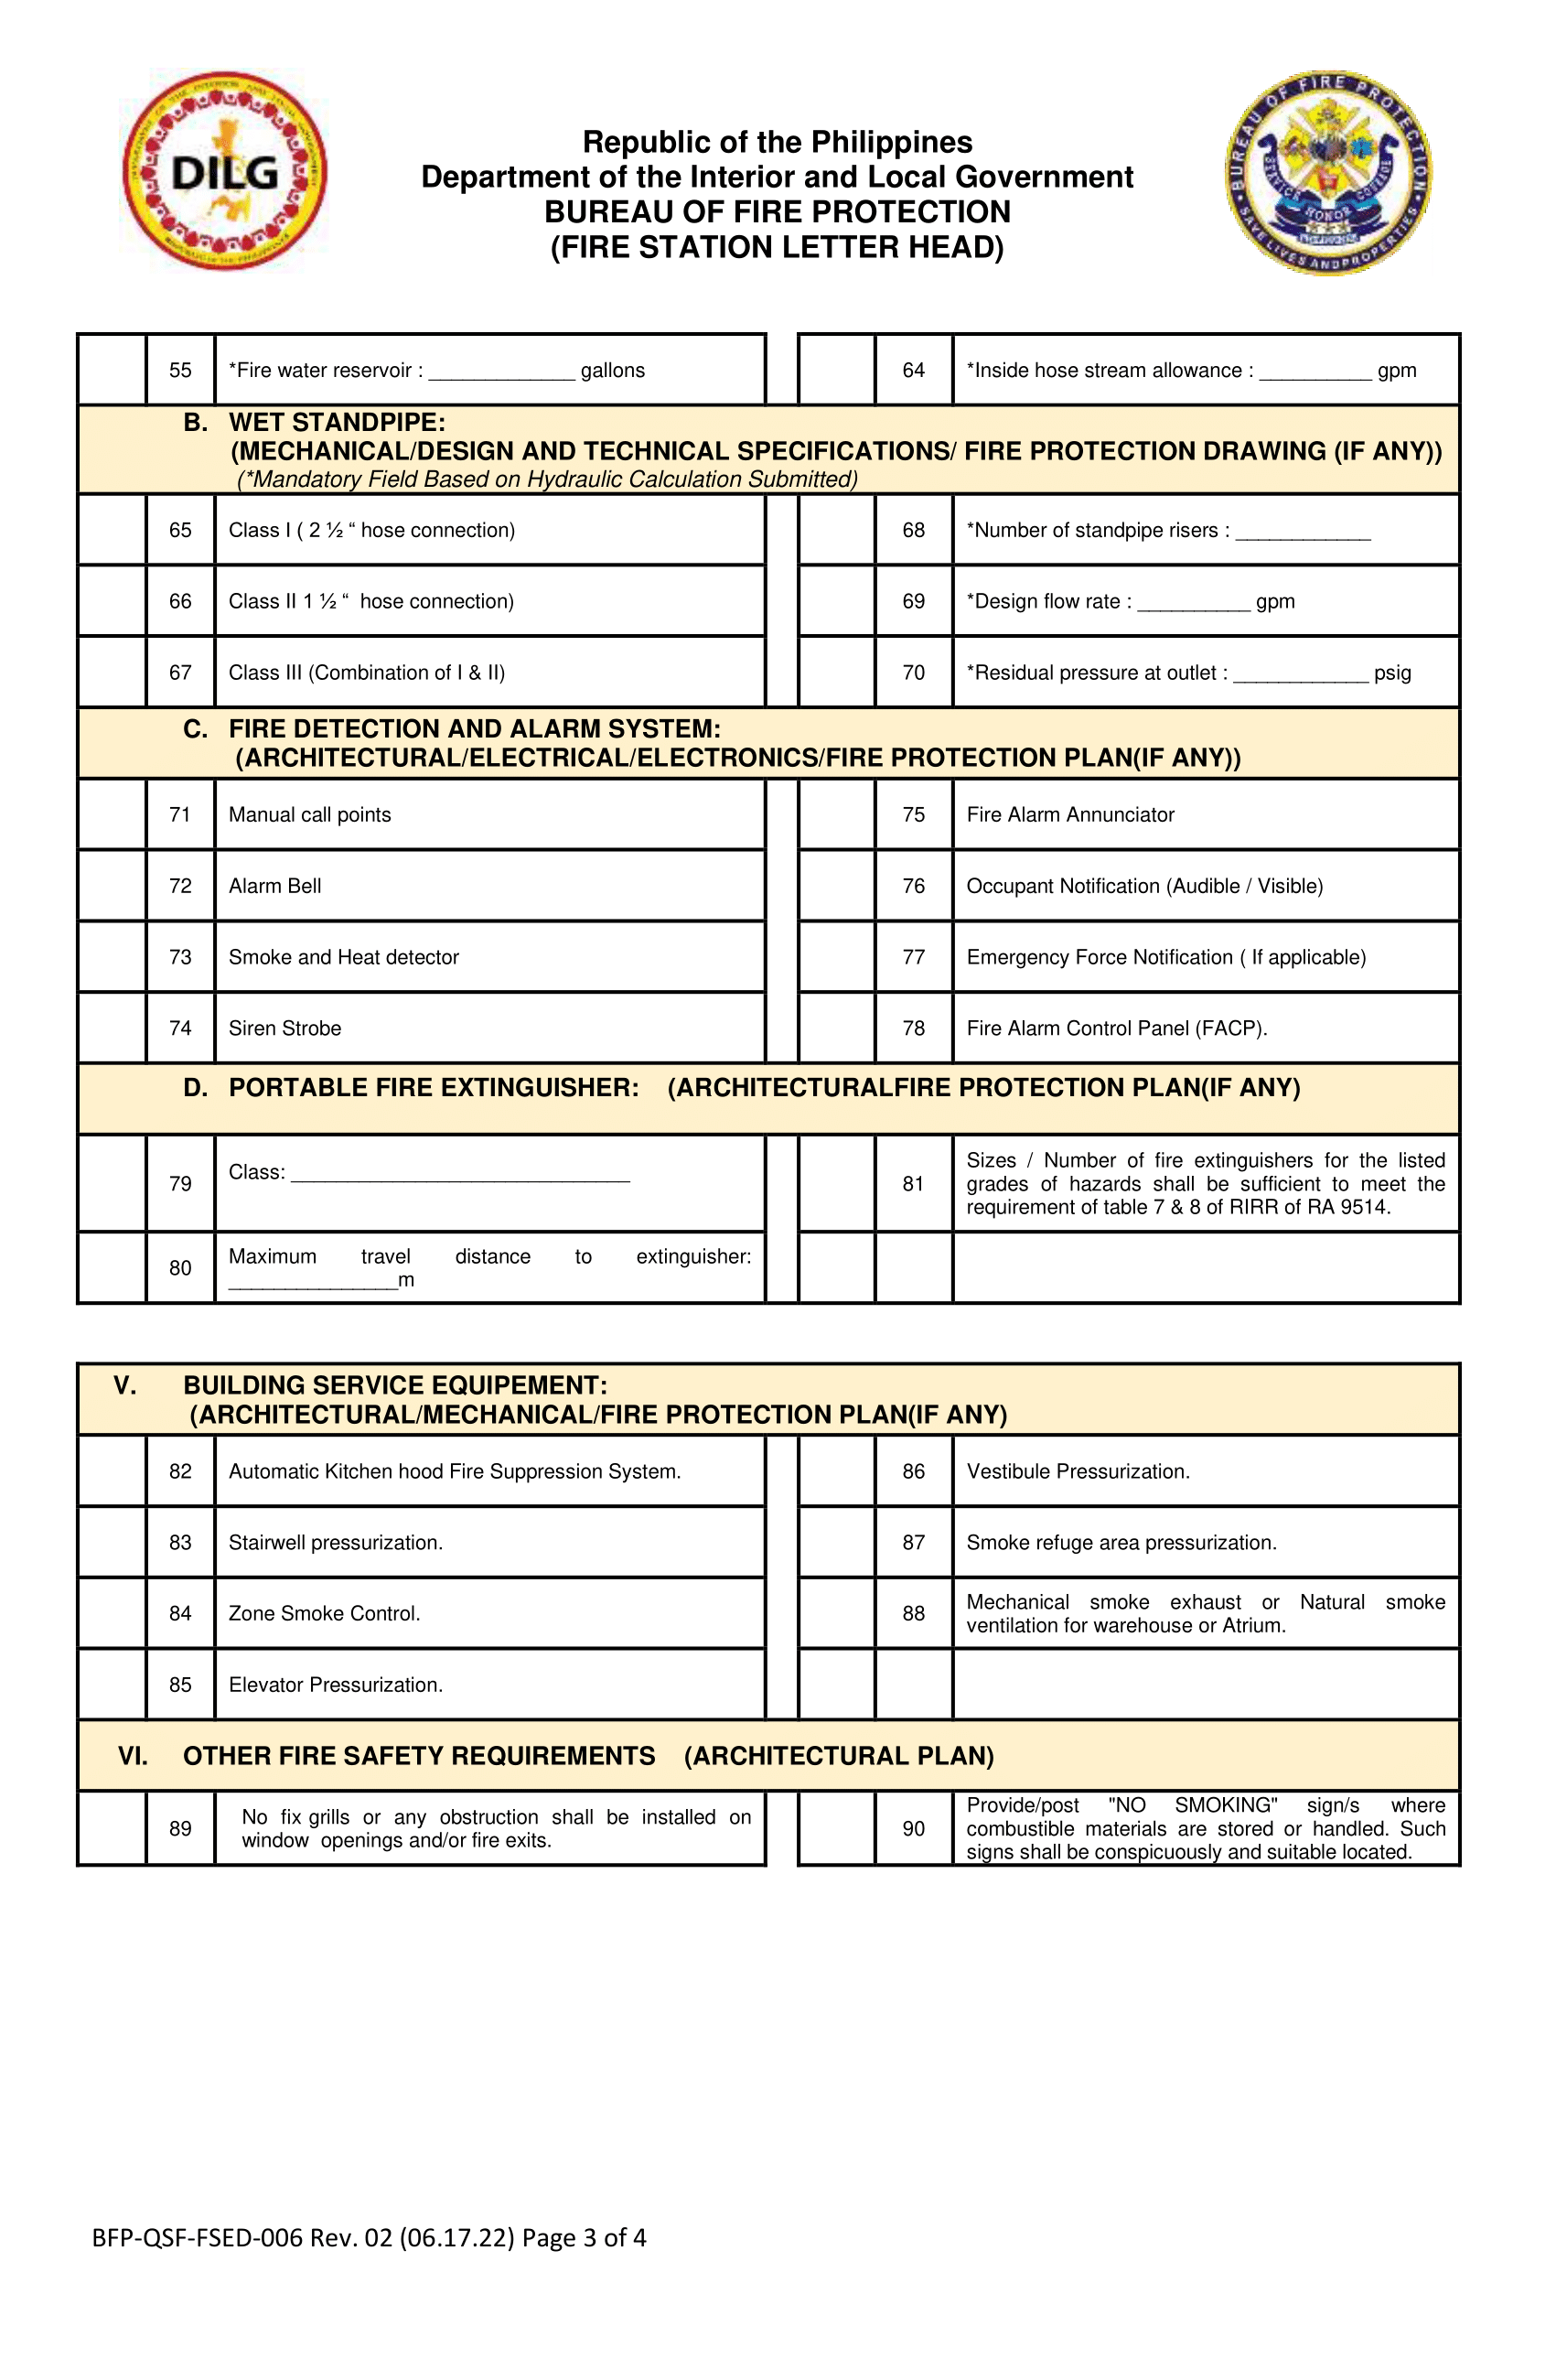 DILG
BUREAU OF FIRE PROTECTION
SERVICE HONOR COURAGE
PHILIPPINES
SAVE LIVES AND PROPERTIES
Republic of the Philippines
Department of the Interior and Local Government
BUREAU OF FIRE PROTECTION
(FIRE STATION LETTER HEAD)
55 *Fire water reservoir : _____________ gallons 64 *Inside hose stream allowance : __________ gpm
B. WET STANDPIPE:
(MECHANICAL/DESIGN AND TECHNICAL SPECIFICATIONS/ FIRE PROTECTION DRAWING (IF ANY))
(*Mandatory Field Based on Hydraulic Calculation Submitted)
65 Class I ( 2 ½ “ hose connection) 68 *Number of standpipe risers : ____________
66 Class II 1 ½ “ hose connection) 69 *Design flow rate : __________ gpm
67 Class III (Combination of I & II) 70 *Residual pressure at outlet : ____________ psig
C. FIRE DETECTION AND ALARM SYSTEM:
(ARCHITECTURAL/ELECTRICAL/ELECTRONICS/FIRE PROTECTION PLAN(IF ANY))
71 Manual call points 75 Fire Alarm Annunciator
72 Alarm Bell 76 Occupant Notification (Audible / Visible)
73 Smoke and Heat detector 77 Emergency Force Notification ( If applicable)
74 Siren Strobe 78 Fire Alarm Control Panel (FACP).
D. PORTABLE FIRE EXTINGUISHER: (ARCHITECTURALFIRE PROTECTION PLAN(IF ANY)
79 Class: ______________________________
81 Sizes / Number of fire extinguishers for the listed
grades of hazards shall be sufficient to meet the
requirement of table 7 & 8 of RIRR of RA 9514.
80 Maximum travel distance to extinguisher:
_______________m
V. BUILDING SERVICE EQUIPEMENT:
(ARCHITECTURAL/MECHANICAL/FIRE PROTECTION PLAN(IF ANY)
82 Automatic Kitchen hood Fire Suppression System. 86 Vestibule Pressurization.
83 Stairwell pressurization. 87 Smoke refuge area pressurization.
84 Zone Smoke Control. 88 Mechanical smoke exhaust or Natural smoke
ventilation for warehouse or Atrium.
85 Elevator Pressurization.
VI. OTHER FIRE SAFETY REQUIREMENTS (ARCHITECTURAL PLAN)
89 No fix grills or any obstruction shall be installed on
window openings and/or fire exits.
90 Provide/post "NO SMOKING" sign/s where
combustible materials are stored or handled. Such
signs shall be conspicuously and suitable located.
BFP-QSF-FSED-006 Rev. 02 (06.17.22) Page 3 of 4